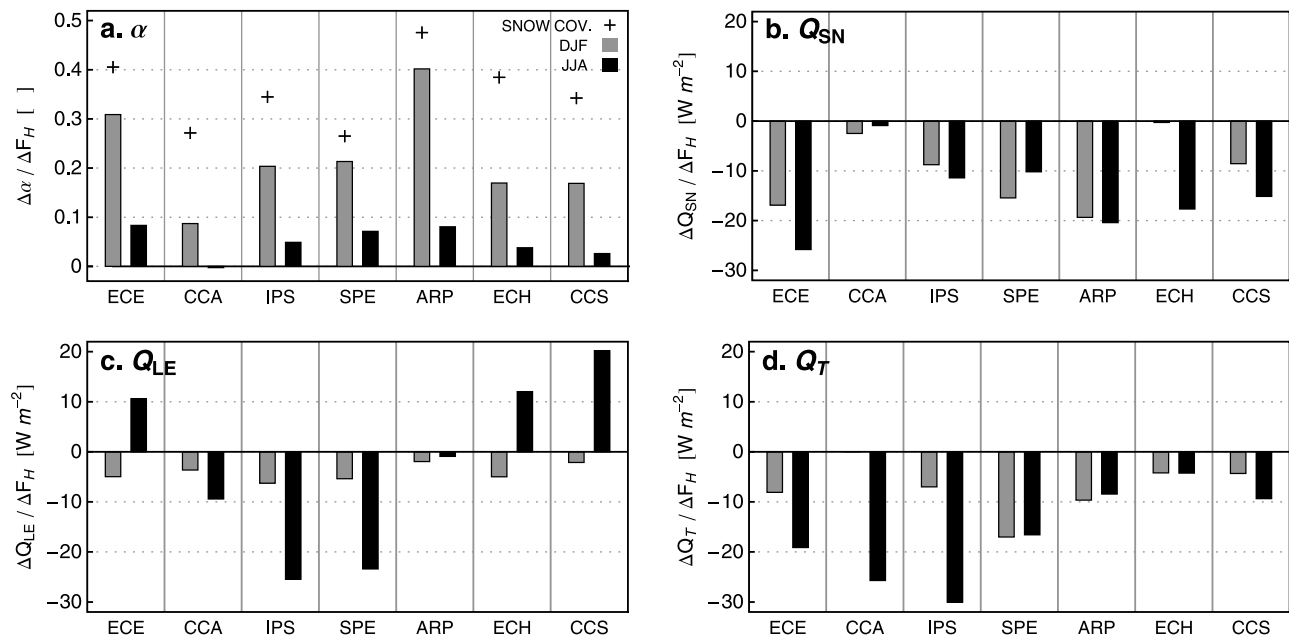 a. α
SNOW COV. +
DJF
JJA
0.5
0.4
0.3
0.2
0.1
0
Δα / ΔF_H [ ]
ECE CCA IPS SPE ARP ECH CCS
b. Q_SN
20
10
0
−10
−20
−30
ΔQ_SN / ΔF_H [W m⁻²]
ECE CCA IPS SPE ARP ECH CCS
c. Q_LE
20
10
0
−10
−20
−30
ΔQ_LE / ΔF_H [W m⁻²]
ECE CCA IPS SPE ARP ECH CCS
d. Q_T
20
10
0
−10
−20
−30
ΔQ_T / ΔF_H [W m⁻²]
ECE CCA IPS SPE ARP ECH CCS